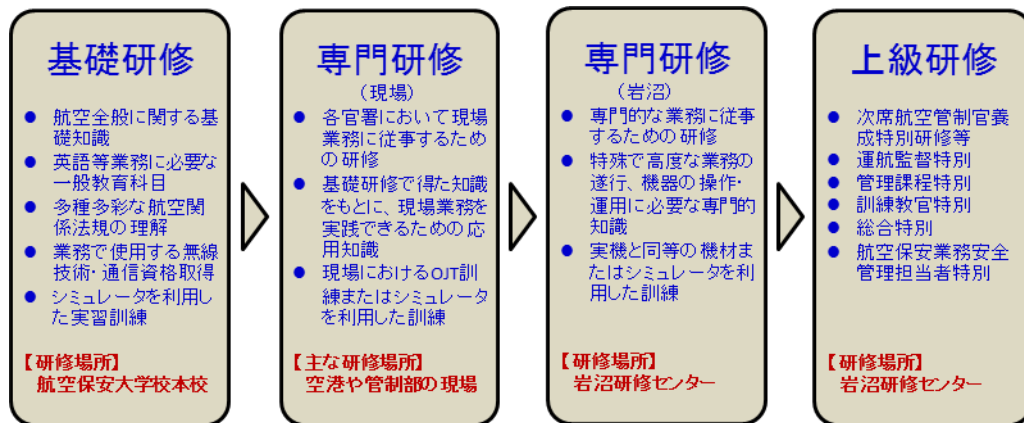 基礎研修
● 航空全般に関する基
礎知識
● 英語等業務に必要な
一般教育科目
● 多種多彩な航空関
係法規の理解
● 業務で使用する無線
技術・通信資格取得
● シミュレータを利用し
た実習訓練
【研修場所】
航空保安大学校本校
専門研修
(現場)
● 各官署において現場
業務に従事するため
の研修
● 基礎研修で得た知識
をもとに、現場業務を
実践できるための応
用知識
● 現場におけるOJT訓
練またはシミュレータ
を利用した訓練
【主な研修場所】
空港や管制部の現場
専門研修
(岩沼)
● 専門的な業務に従事
するための研修
● 特殊で高度な業務の
遂行、機器の操作・
運用に必要な専門的
知識
● 実機と同等の機材ま
たはシミュレータを利
用した訓練
【研修場所】
岩沼研修センター
上級研修
● 次席航空管制官養
成特別研修等
● 運航監督特別
● 管理課程特別
● 訓練教官特別
● 総合特別
● 航空保安業務安全
管理担当者特別
【研修場所】
岩沼研修センター